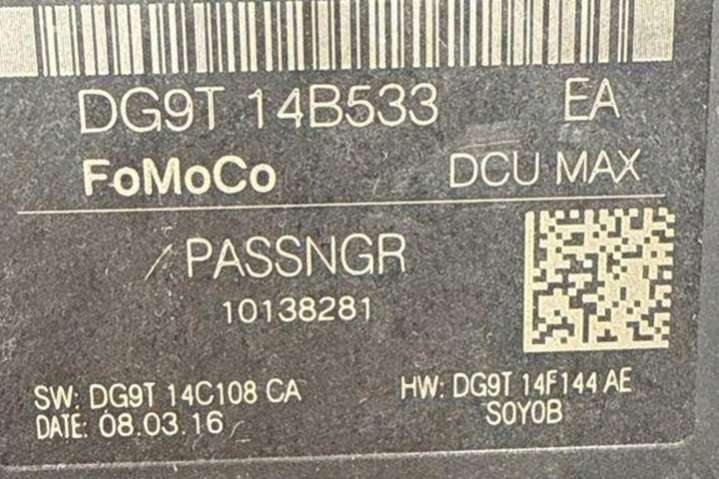 DG9T 14B533 EA
FoMoCo DCU MAX
PASSNGR
10138281
SW: DG9T 14C108 CA HW: DG9T 14F144 AE
DATE: 08.03.16 S0Y0B